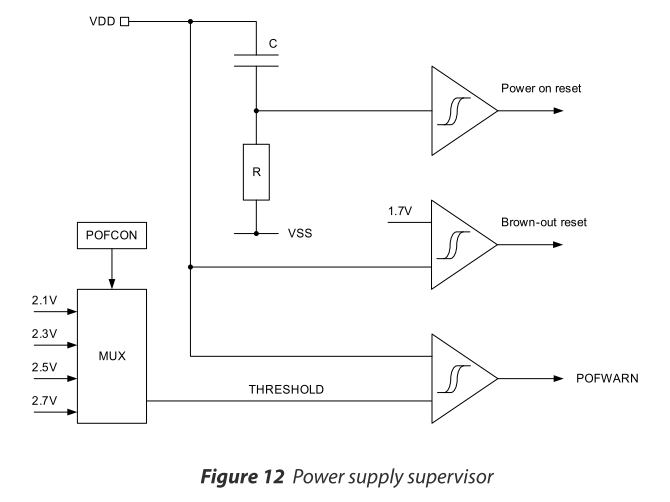 VDD
C
Power on reset
R
1.7V
Brown-out reset
VSS
POFCON
2.1V
2.3V
MUX
2.5V
2.7V
THRESHOLD
POFWARN
Figure 12 Power supply supervisor